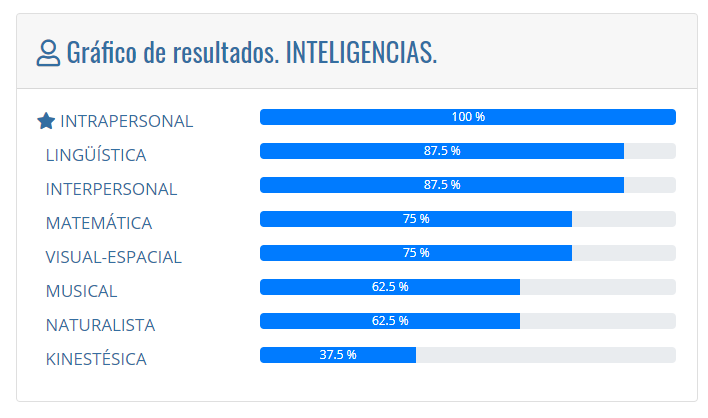 Gráfico de resultados. INTELIGENCIAS.
INTRAPERSONAL 100 %
LINGÜÍSTICA 87.5 %
INTERPERSONAL 87.5 %
MATEMÁTICA 75 %
VISUAL-ESPACIAL 75 %
MUSICAL 62.5 %
NATURALISTA 62.5 %
KINESTÉSICA 37.5 %